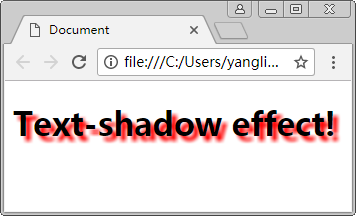 Document
file:///C:/Users/yangli...
Text-shadow effect!